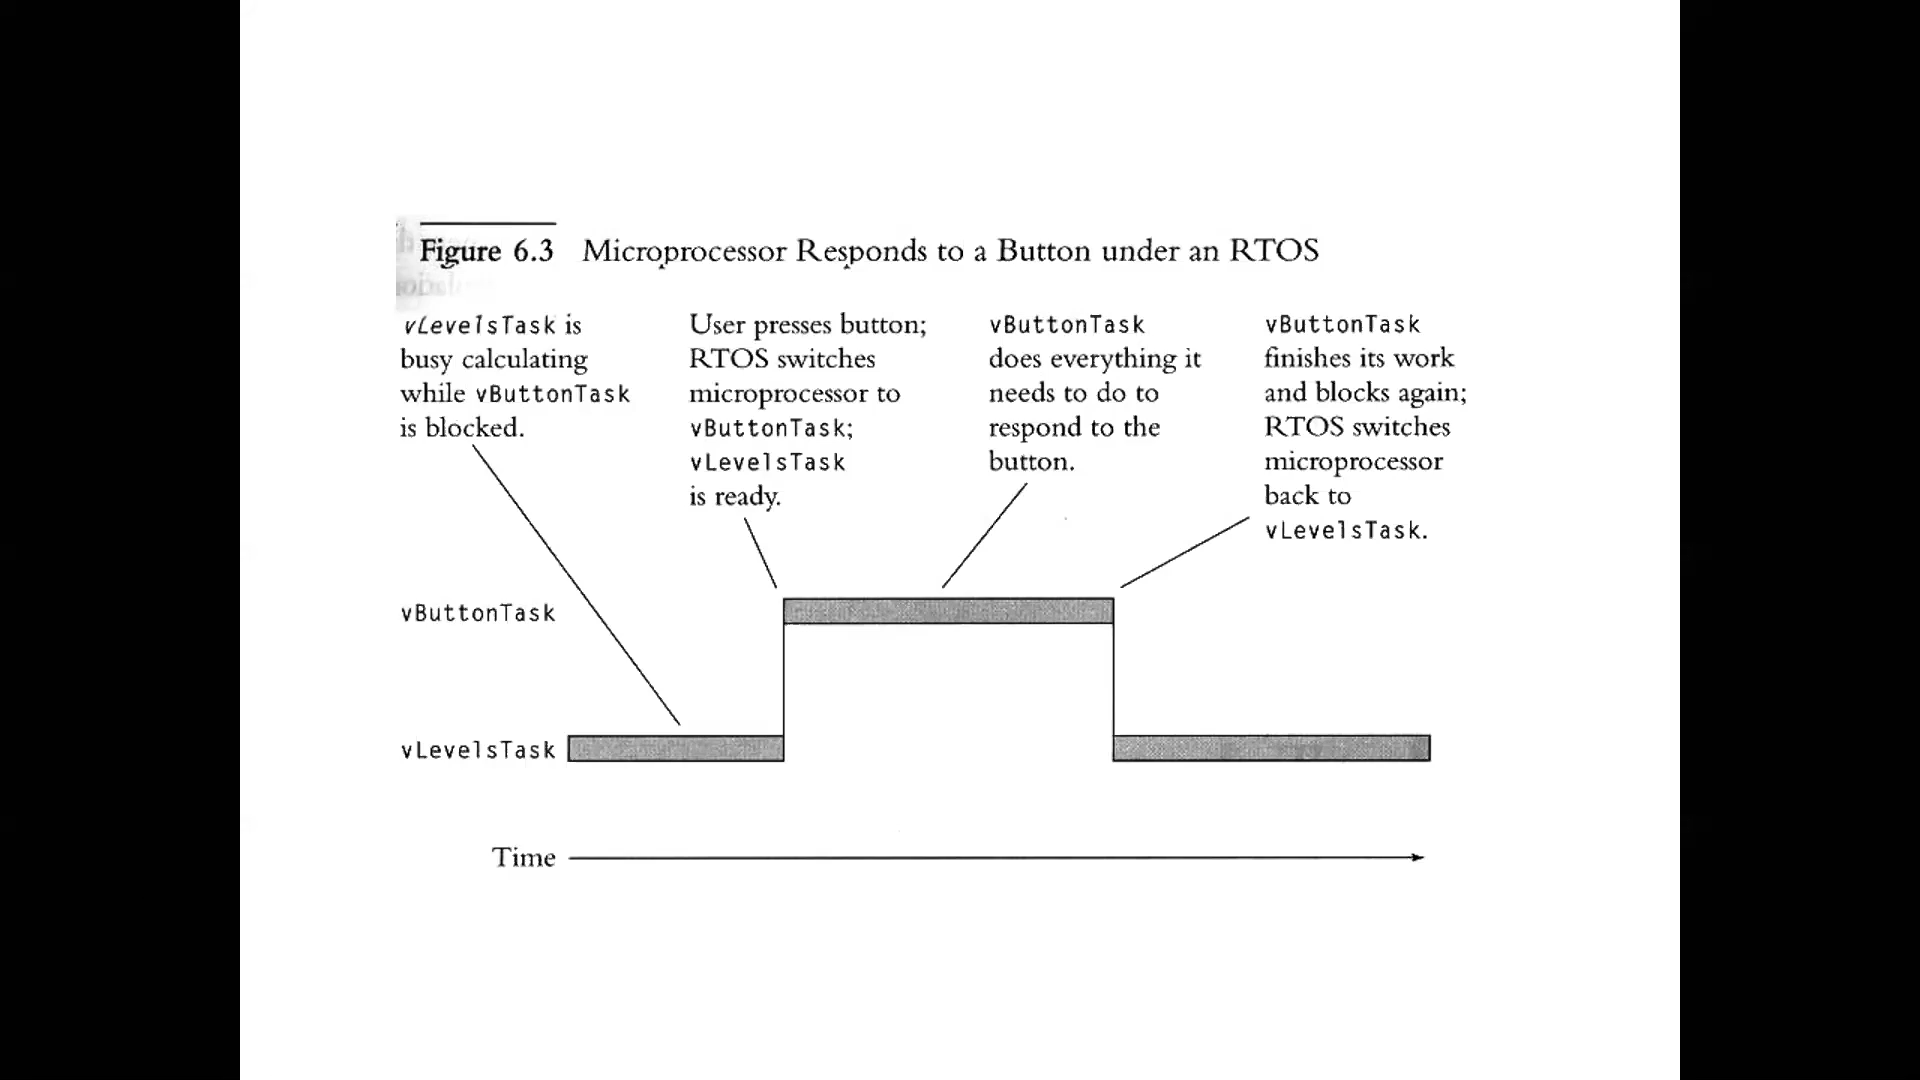 Figure 6.3 Microprocessor Responds to a Button under an RTOS
vLevelsTask is
busy calculating
while vButtonTask
is blocked.
User presses button;
RTOS switches
microprocessor to
vButtonTask;
vLevelsTask
is ready.
vButtonTask
does everything it
needs to do to
respond to the
button.
vButtonTask
finishes its work
and blocks again;
RTOS switches
microprocessor
back to
vLevelsTask.
vButtonTask
vLevelsTask
Time